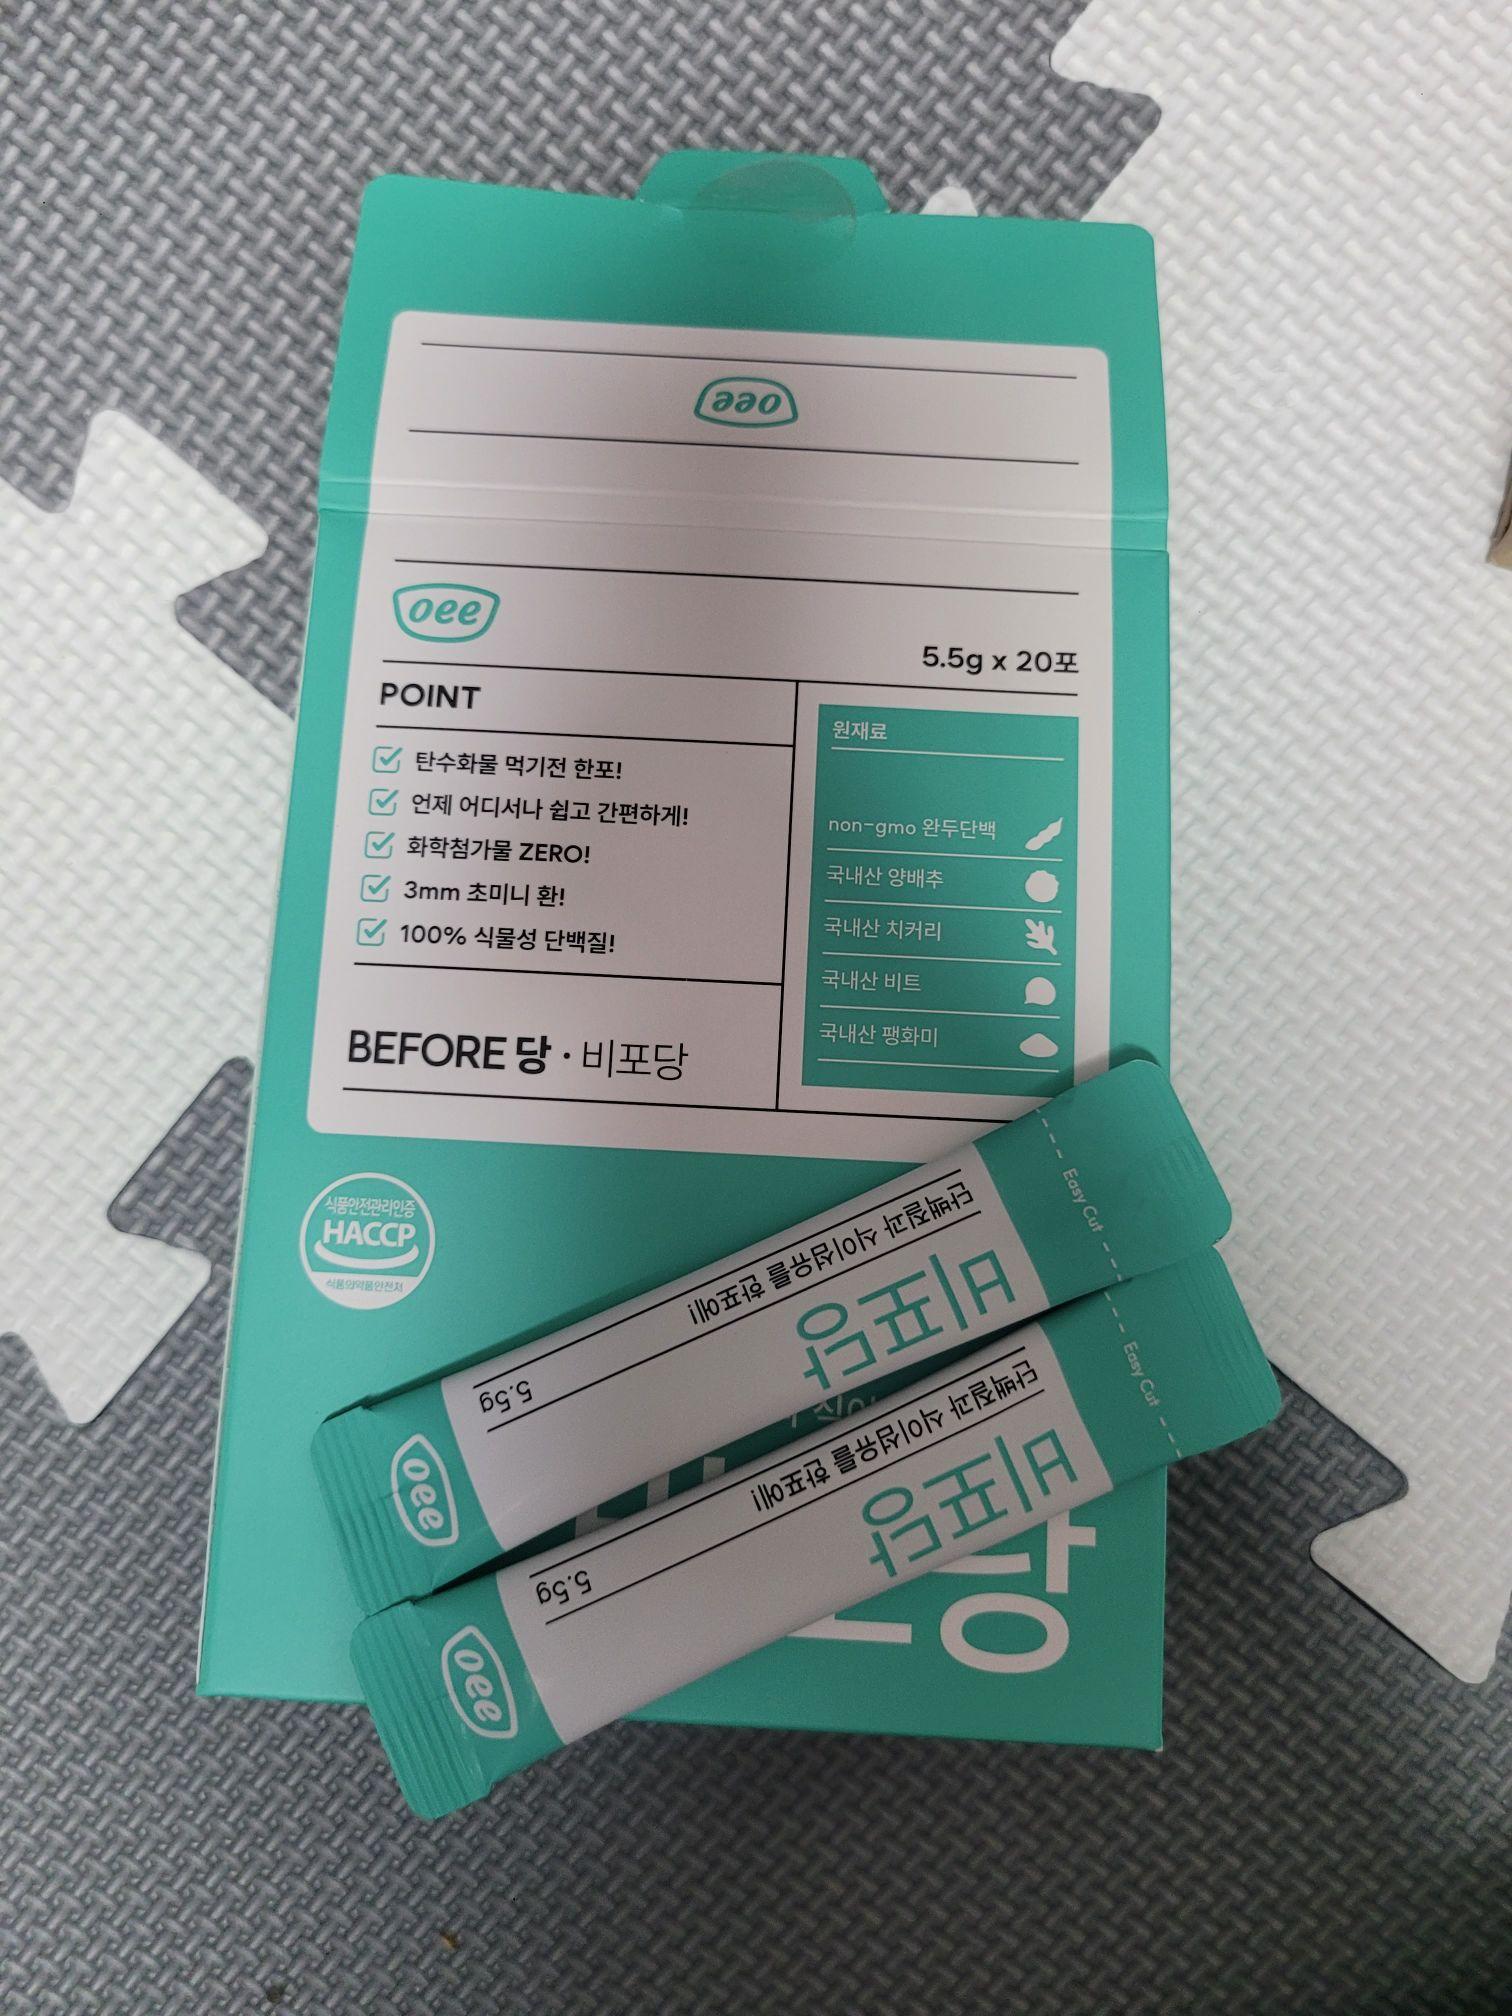 oee
oee
5.5g x 20포
POINT
탄수화물 먹기전 한포!
언제 어디서나 쉽고 간편하게!
화학첨가물 ZERO!
3mm 초미니 환!
100% 식물성 단백질!
BEFORE 당 · 비포당
원재료
non-gmo 완두단백
국내산 양배추
국내산 치커리
국내산 비트
국내산 팽화미
식품안전관리인증
HACCP
식품의약품안전처
Easy Cut
단백질과 식이섬유를 한포에!
비포당
5.5g
oee
Easy Cut
단백질과 식이섬유를 한포에!
비포당
5.5g
oee
당